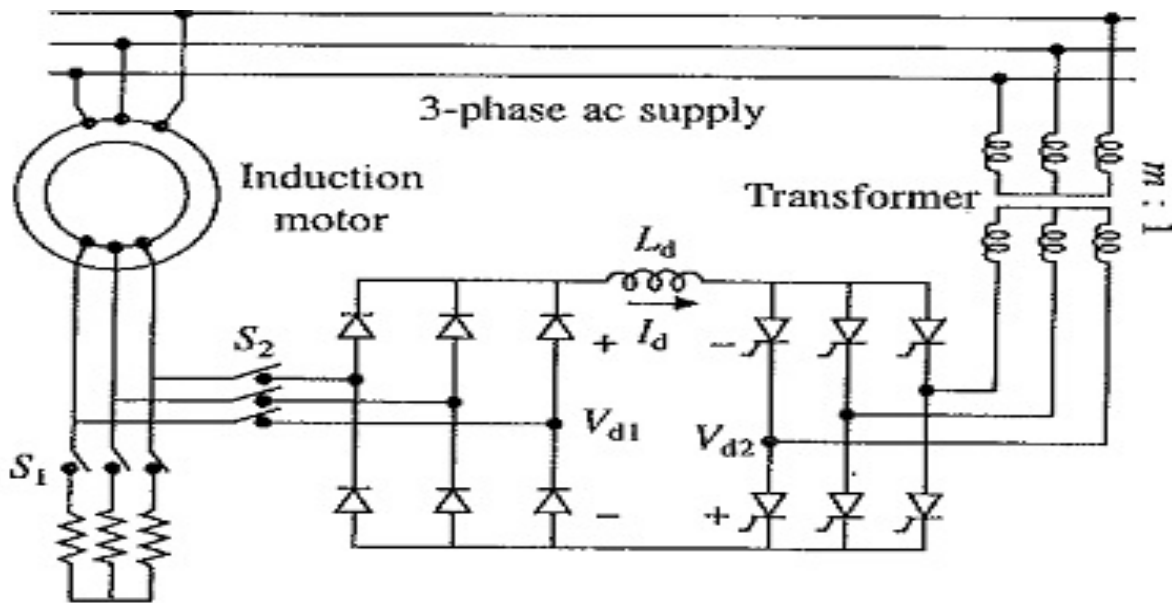 3-phase ac supply
Induction
motor
Transformer
m : 1
L_d
I_d
S_2
+
−
V_d1
V_d2
S_1
−
+